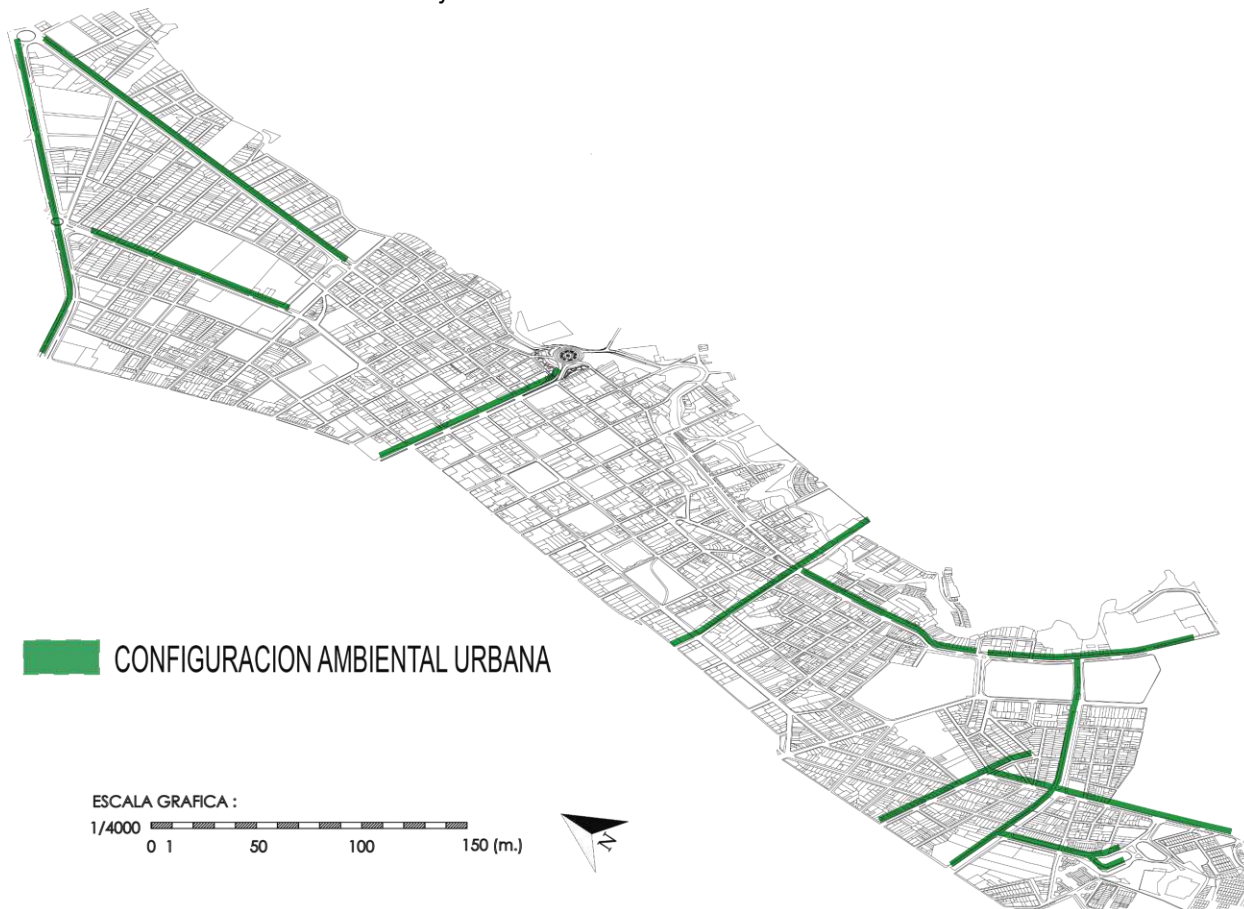 CONFIGURACION AMBIENTAL URBANA
ESCALA GRAFICA :
1/4000
0 1 50 100 150 (m.)
N